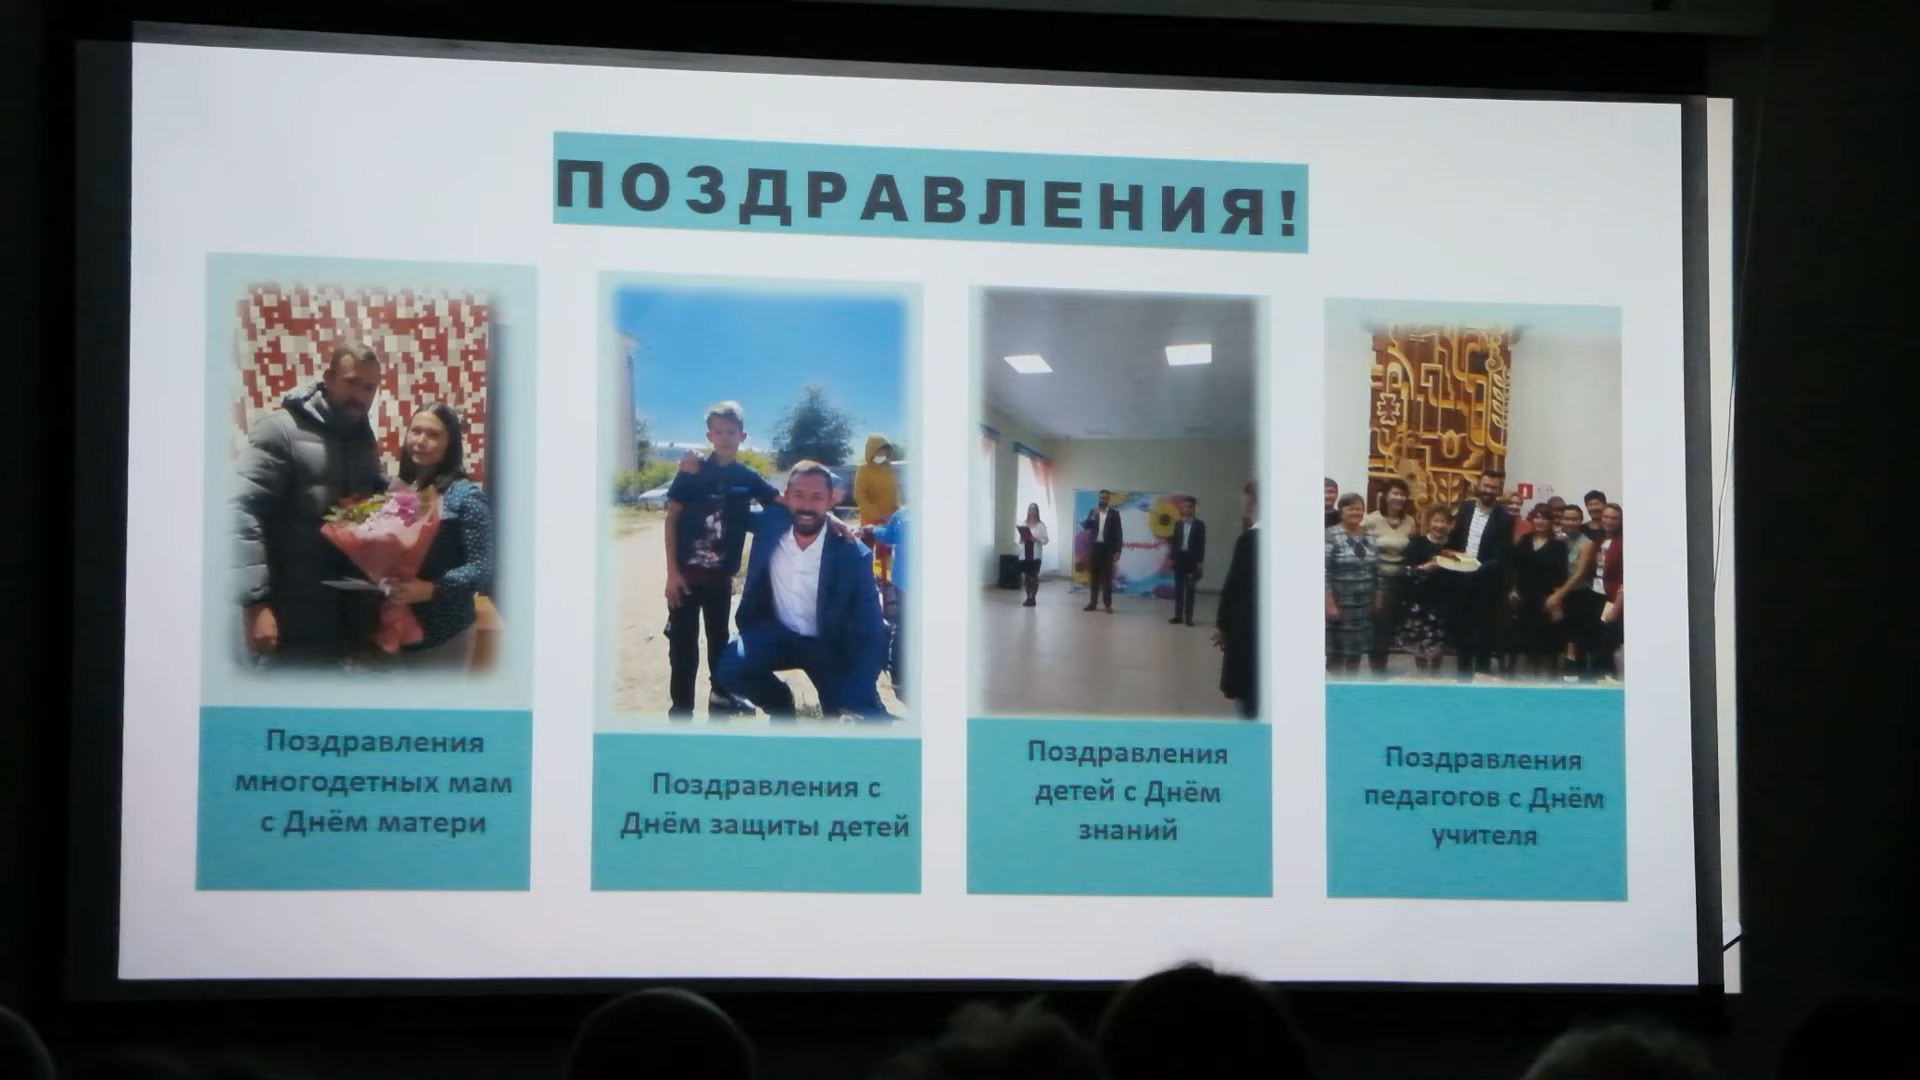 ПОЗДРАВЛЕНИЯ!
Поздравления
многодетных мам
с Днём матери
Поздравления с
Днём защиты детей
Поздравления
детей с Днём
знаний
Поздравления
педагогов с Днём
учителя